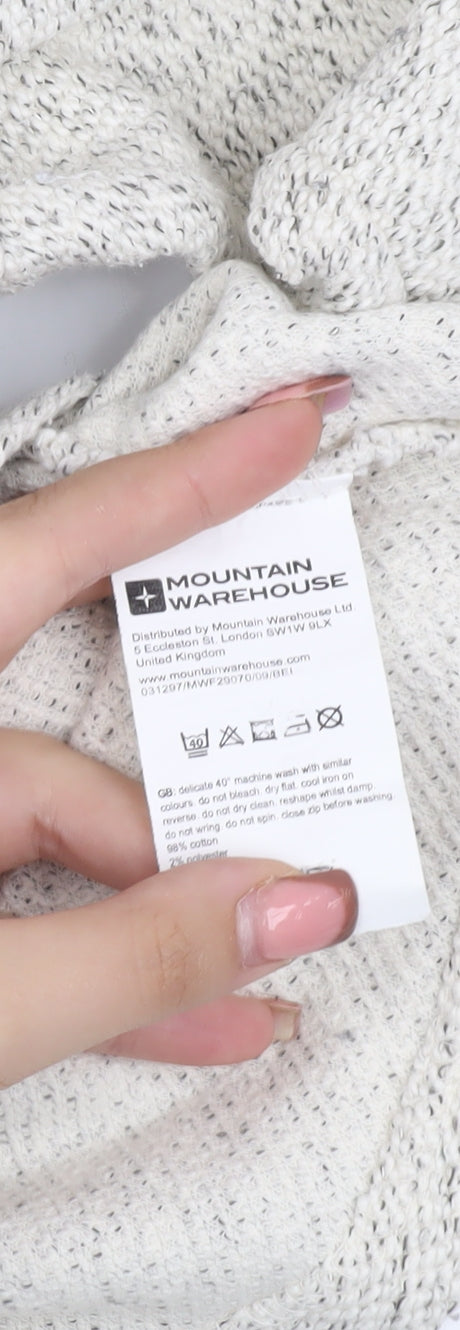 MOUNTAIN
WAREHOUSE
Distributed by Mountain Warehouse Ltd.
5 Eccleston St, London SW1W 9LX
United Kingdom
www.mountainwarehouse.com
031297/MWF29070/09/BEI
40
GB: delicate 40° machine wash with similar
colours. do not bleach. dry flat. cool iron on
reverse. do not dry clean. reshape whilst damp.
do not wring. do not spin. close zip before washing.
98% cotton
2% polyester